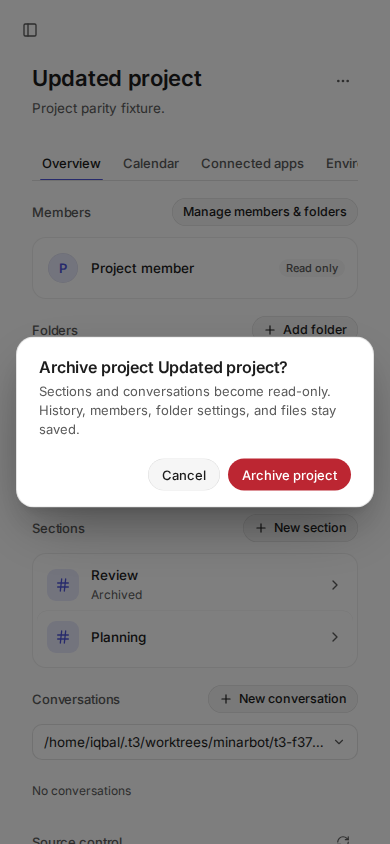 Updated project
Project parity fixture.
Overview Calendar Connected apps Envir
Members Manage members & folders
P Project member Read only
Folders + Add folder
Archive project Updated project?
Sections and conversations become read-only.
History, members, folder settings, and files stay
saved.
Cancel Archive project
Sections + New section
Review
Archived
Planning
Conversations + New conversation
/home/iqbal/.t3/worktrees/minarbot/t3-f37...
No conversations
Source control